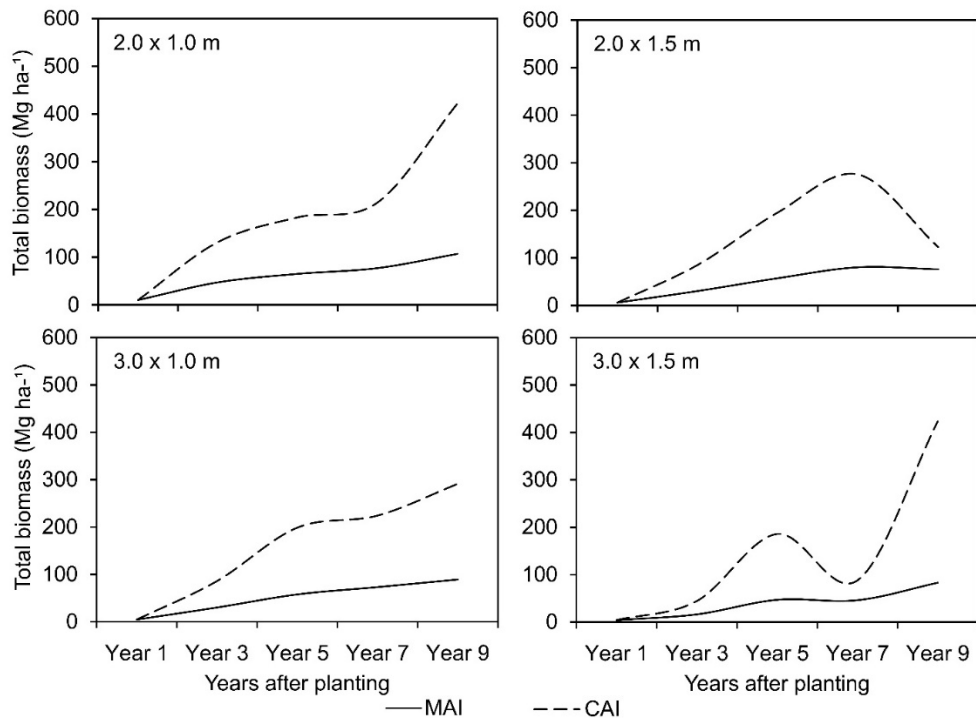 Total biomass (Mg ha-¹)
600
500
400
300
200
100
0
2.0 x 1.0 m
600
500
400
300
200
100
0
2.0 x 1.5 m
Total biomass (Mg ha-¹)
600
500
400
300
200
100
0
3.0 x 1.0 m
Year 1 Year 3 Year 5 Year 7 Year 9
Years after planting
600
500
400
300
200
100
0
3.0 x 1.5 m
Year 1 Year 3 Year 5 Year 7 Year 9
Years after planting
MAI CAI